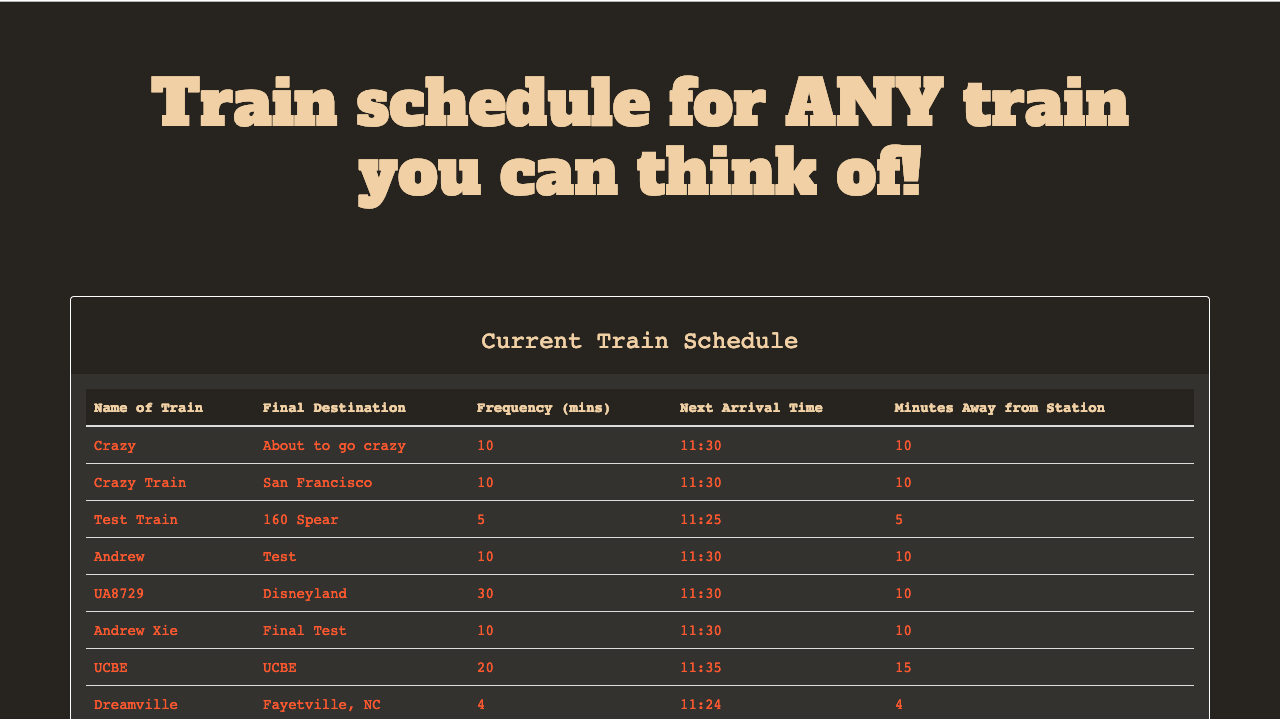 Train schedule for ANY train
you can think of!
Current Train Schedule
Name of Train Final Destination Frequency (mins) Next Arrival Time Minutes Away from Station
Crazy About to go crazy 10 11:30 10
Crazy Train San Francisco 10 11:30 10
Test Train 160 Spear 5 11:25 5
Andrew Test 10 11:30 10
UA8729 Disneyland 30 11:30 10
Andrew Xie Final Test 10 11:30 10
UCBE UCBE 20 11:35 15
Dreamville Fayetville, NC 4 11:24 4